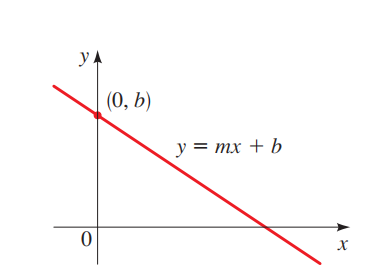 y
(0, b)
y = mx + b
0
x